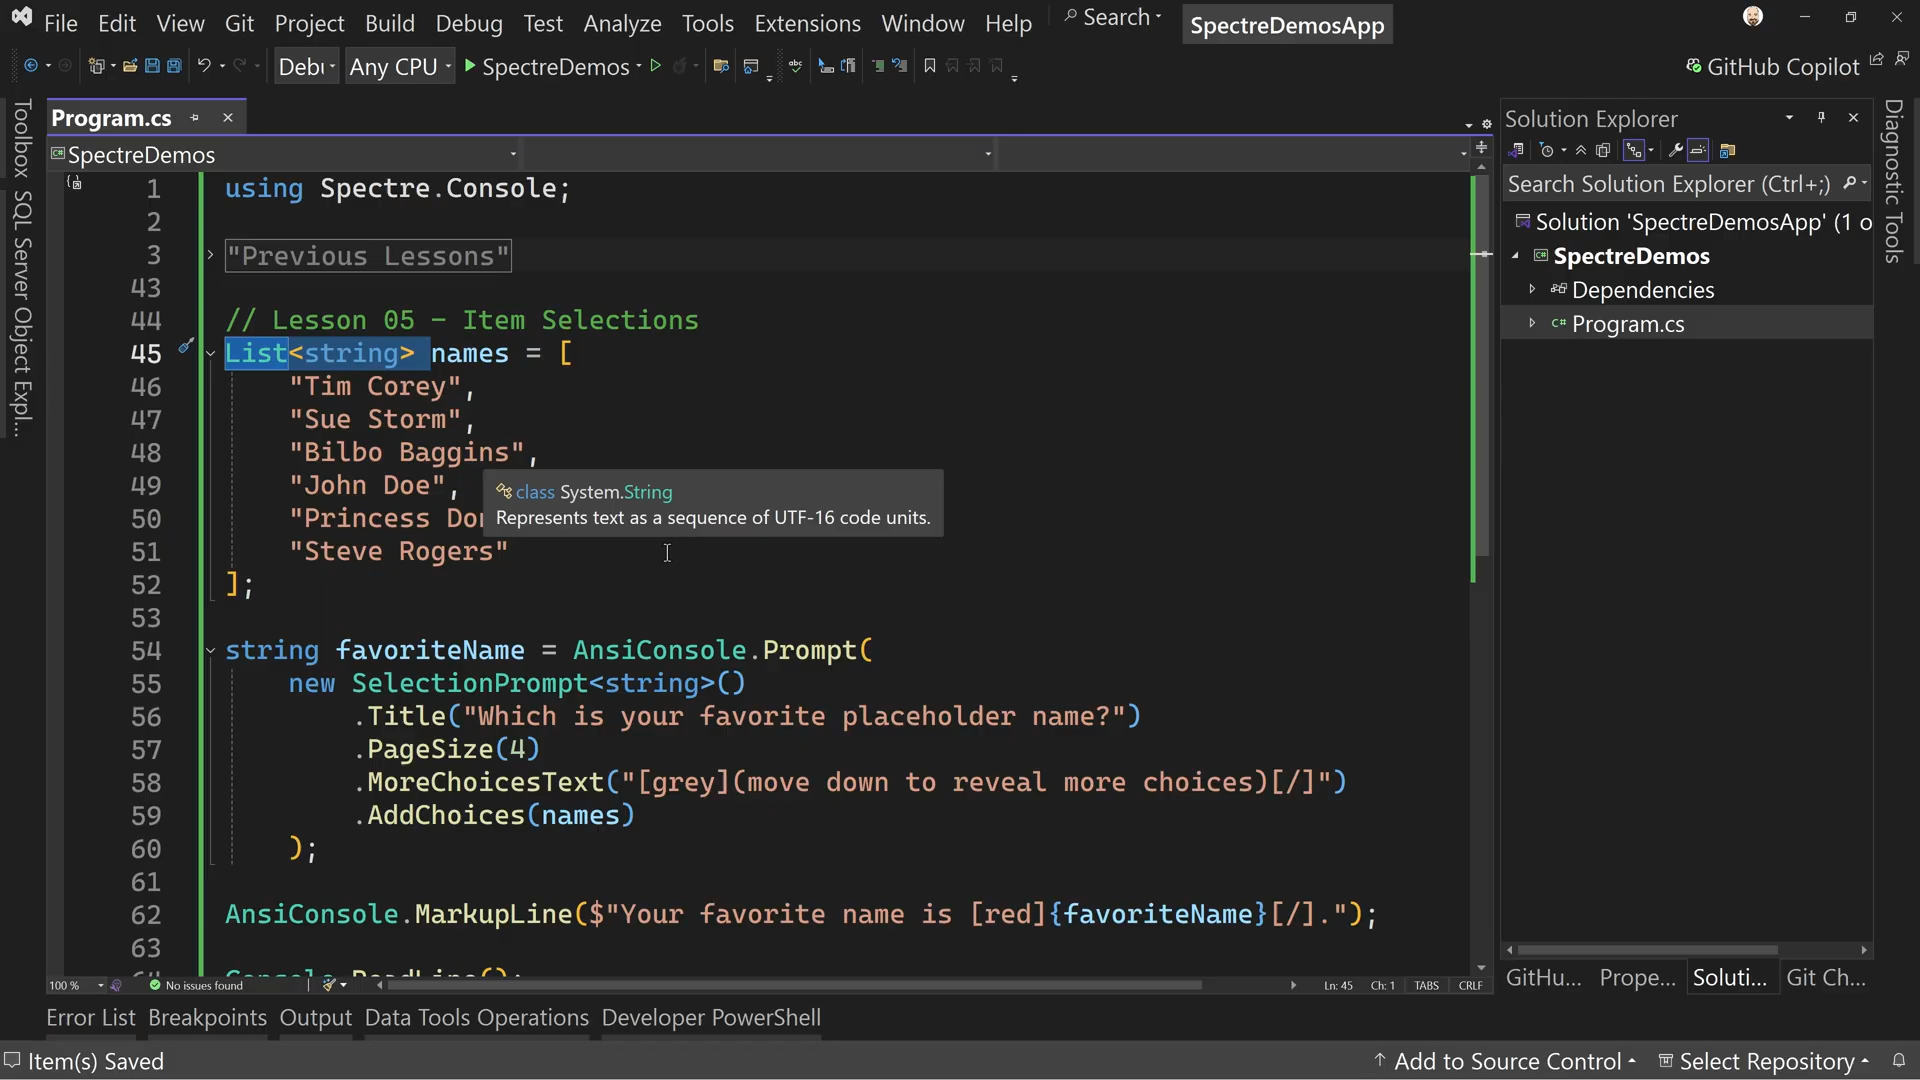 File Edit View Git Project Build Debug Test Analyze Tools Extensions Window Help Search SpectreDemosApp
Any CPU SpectreDemos GitHub Copilot
Toolbox
SQL Server Object Expl...
Program.cs
SpectreDemos
1 using Spectre.Console;
2
3 "Previous Lessons"
43
44 // Lesson 05 - Item Selections
45 List<string> names = [
46 "Tim Corey",
47 "Sue Storm",
48 "Bilbo Baggins",
49 "John Doe",
50 "Princess
51 "Steve Rogers"
52 ];
53
54 string favoriteName = AnsiConsole.Prompt(
55 new SelectionPrompt<string>()
56 .Title("Which is your favorite placeholder name?")
57 .PageSize(4)
58 .MoreChoicesText("[grey](move down to reveal more choices)[/]")
59 .AddChoices(names)
60 );
61
62 AnsiConsole.MarkupLine($"Your favorite name is [red]{favoriteName}[/].");
63
class System.String
Represents text as a sequence of UTF-16 code units.
100 % No issues found Ln: 45 Ch: 1 TABS CRLF
Solution Explorer
Search Solution Explorer (Ctrl+;)
Solution 'SpectreDemosApp' (1 o
SpectreDemos
Dependencies
C# Program.cs
GitHu... Prope... Soluti... Git Ch...
Diagnostic Tools
Error List Breakpoints Output Data Tools Operations Developer PowerShell
Item(s) Saved Add to Source Control Select Repository